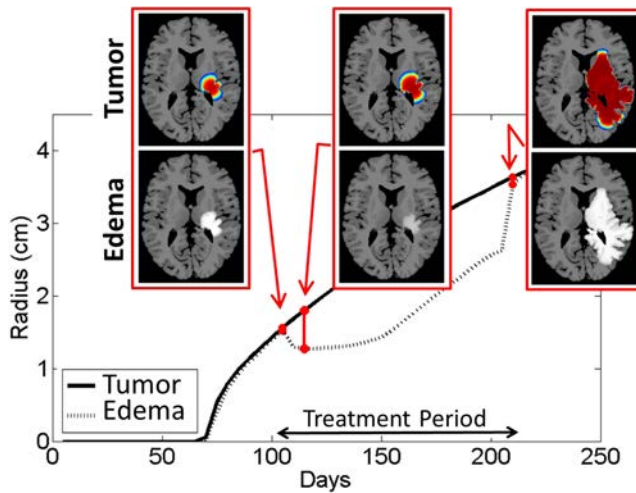 Tumor
Edema
Radius (cm)
4
3
2
1
0
Tumor
Edema
Treatment Period
0
50
100
150
200
250
Days